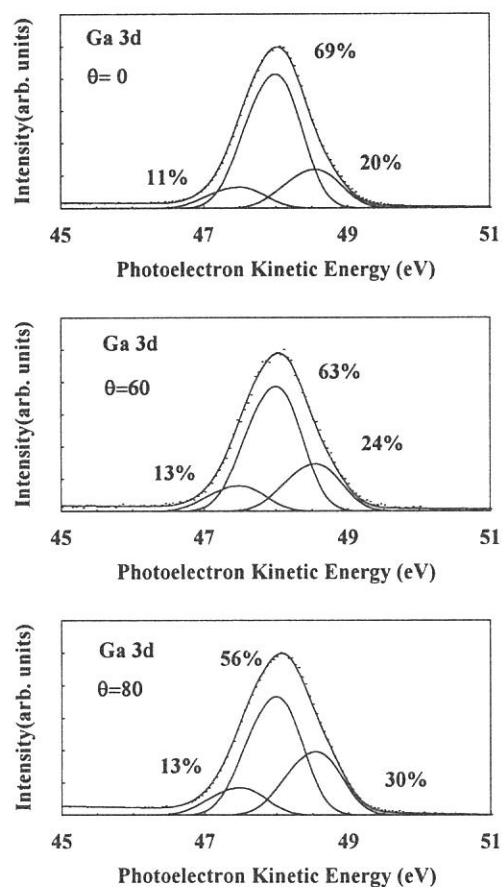 Ga 3d
θ= 0
69%
11%
20%
Intensity(arb. units)
45 47 49 51
Photoelectron Kinetic Energy (eV)
Ga 3d
θ=60
63%
13%
24%
Intensity(arb. units)
45 47 49 51
Photoelectron Kinetic Energy (eV)
Ga 3d
θ=80
56%
13%
30%
Intensity(arb. units)
45 47 49 51
Photoelectron Kinetic Energy (eV)